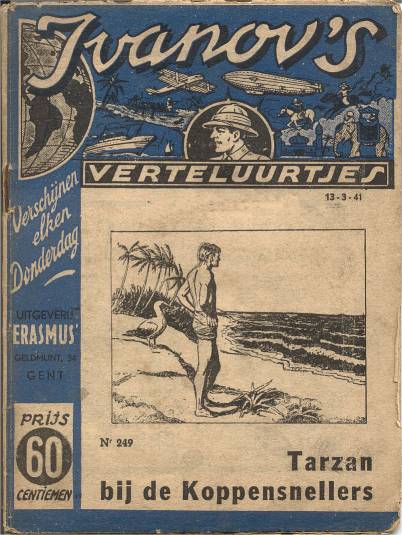 Ivanov's
VERTELUURTJES
13-3-41
Verschijnen
elken
Donderdag
UITGEVERIJ
"ERASMUS"
GELDMUNT, 34
GENT
PRIJS
60
CENTIEMEN
Nr 249
Tarzan
bij de Koppensnellers